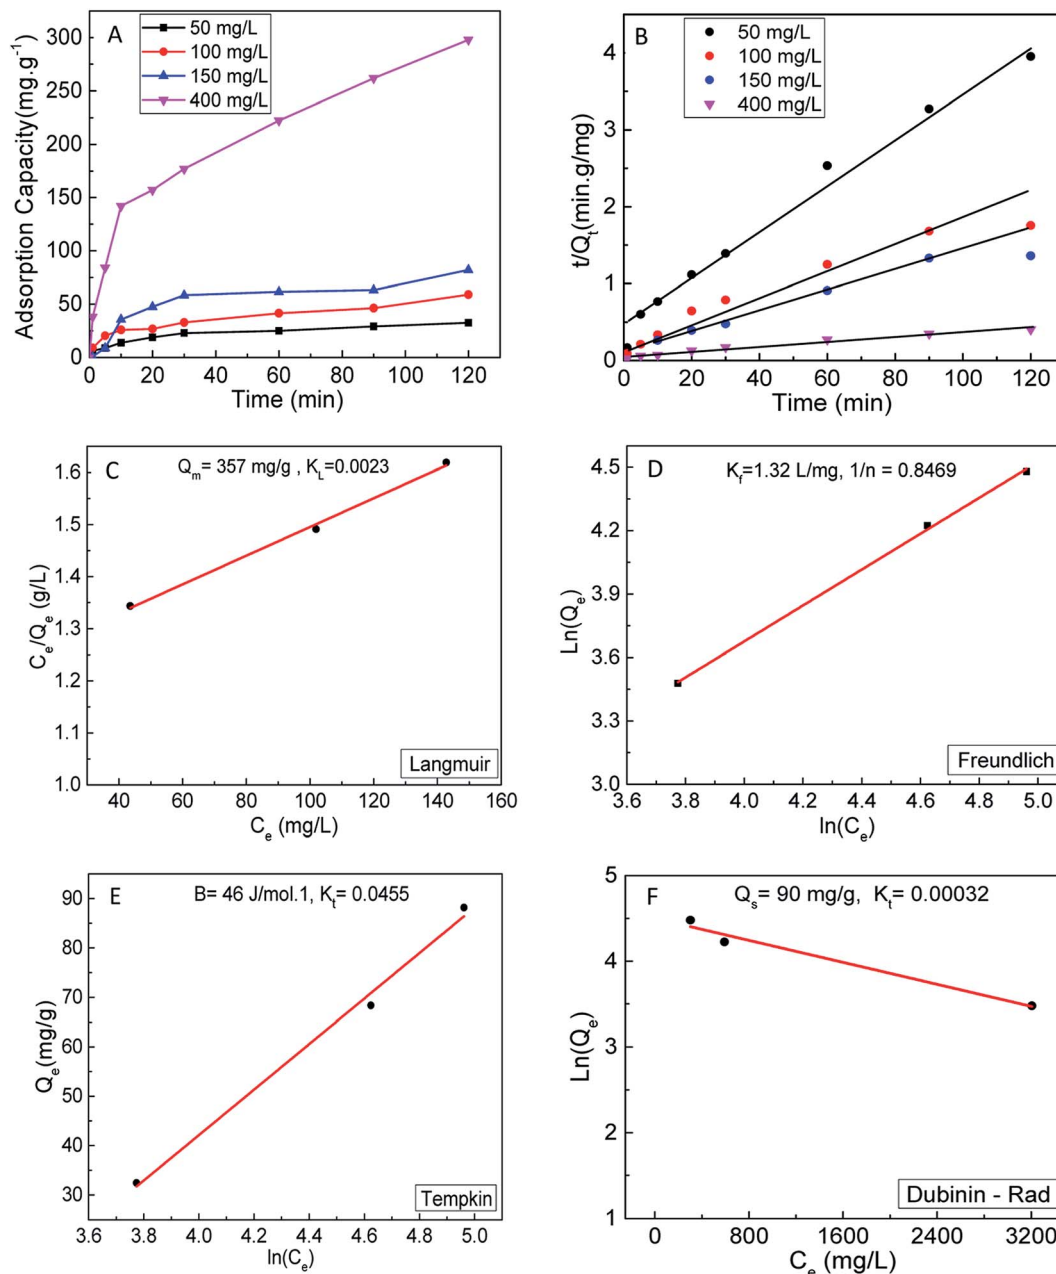 A
50 mg/L
100 mg/L
150 mg/L
400 mg/L
Adsorption Capacity(mg.g⁻¹)
300
250
200
150
100
50
0
0 20 40 60 80 100 120
Time (min)
B
50 mg/L
100 mg/L
150 mg/L
400 mg/L
t/Qₜ(min.g/mg)
4
3
2
1
0
0 20 40 60 80 100 120
Time (min)
C
Qₘ= 357 mg/g , K_L=0.0023
Cₑ/Qₑ (g/L)
1.6
1.5
1.4
1.3
1.2
1.1
1.0
Langmuir
40 60 80 100 120 140 160
Cₑ (mg/L)
D
K_f=1.32 L/mg, 1/n = 0.8469
Ln(Qₑ)
4.5
4.2
3.9
3.6
3.3
3.0
Freundlich
3.6 3.8 4.0 4.2 4.4 4.6 4.8 5.0
ln(Cₑ)
E
B= 46 J/mol.1, Kₜ= 0.0455
Qₑ(mg/g)
90
80
70
60
50
40
30
Tempkin
3.6 3.8 4.0 4.2 4.4 4.6 4.8 5.0
ln(Cₑ)
F
Qₛ= 90 mg/g, Kₜ= 0.00032
Ln(Qₑ)
5
4
3
2
1
Dubinin - Rad
0 800 1600 2400 3200
Cₑ (mg/L)